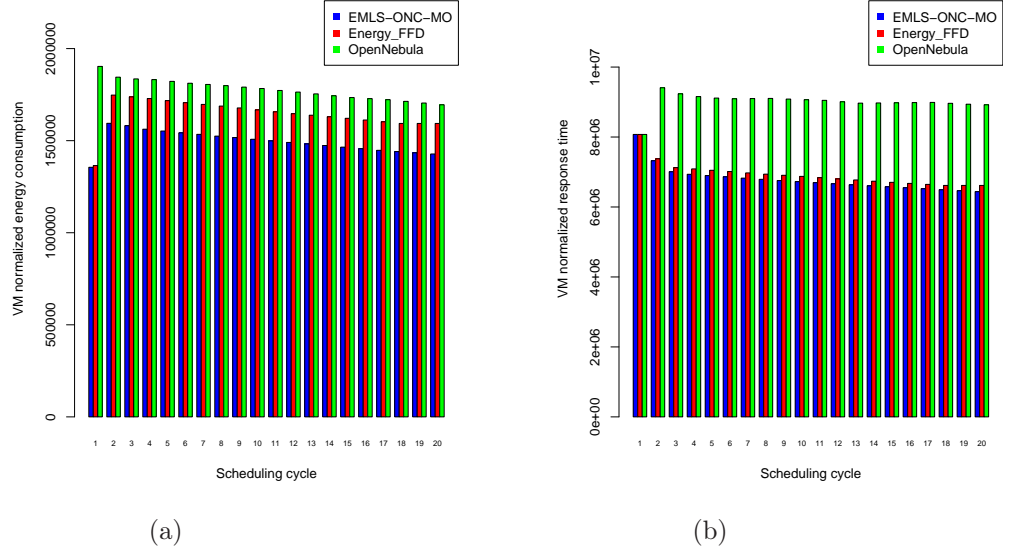 EMLS−ONC−MO
Energy_FFD
OpenNebula
VM normalized energy consumption
0
500000
1000000
1500000
2000000
1 2 3 4 5 6 7 8 9 10 11 12 13 14 15 16 17 18 19 20
Scheduling cycle
(a)
EMLS−ONC−MO
Energy_FFD
OpenNebula
VM normalized response time
0e+00
2e+06
4e+06
6e+06
8e+06
1e+07
1 2 3 4 5 6 7 8 9 10 11 12 13 14 15 16 17 18 19 20
Scheduling cycle
(b)